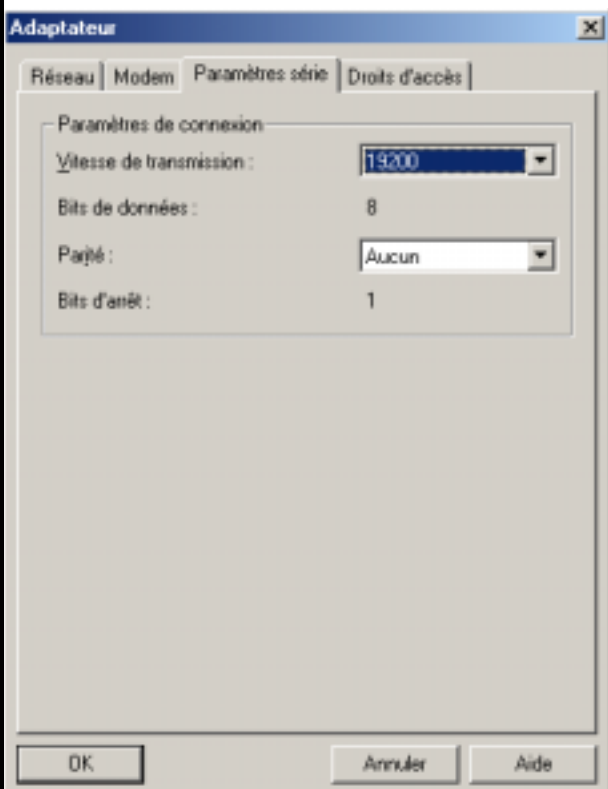 Adaptateur
Réseau Modem Paramètres série Droits d'accès
Paramètres de connexion
Vitesse de transmission : 19200
Bits de données : 8
Parité : Aucun
Bits d'arrêt : 1
OK Annuler Aide